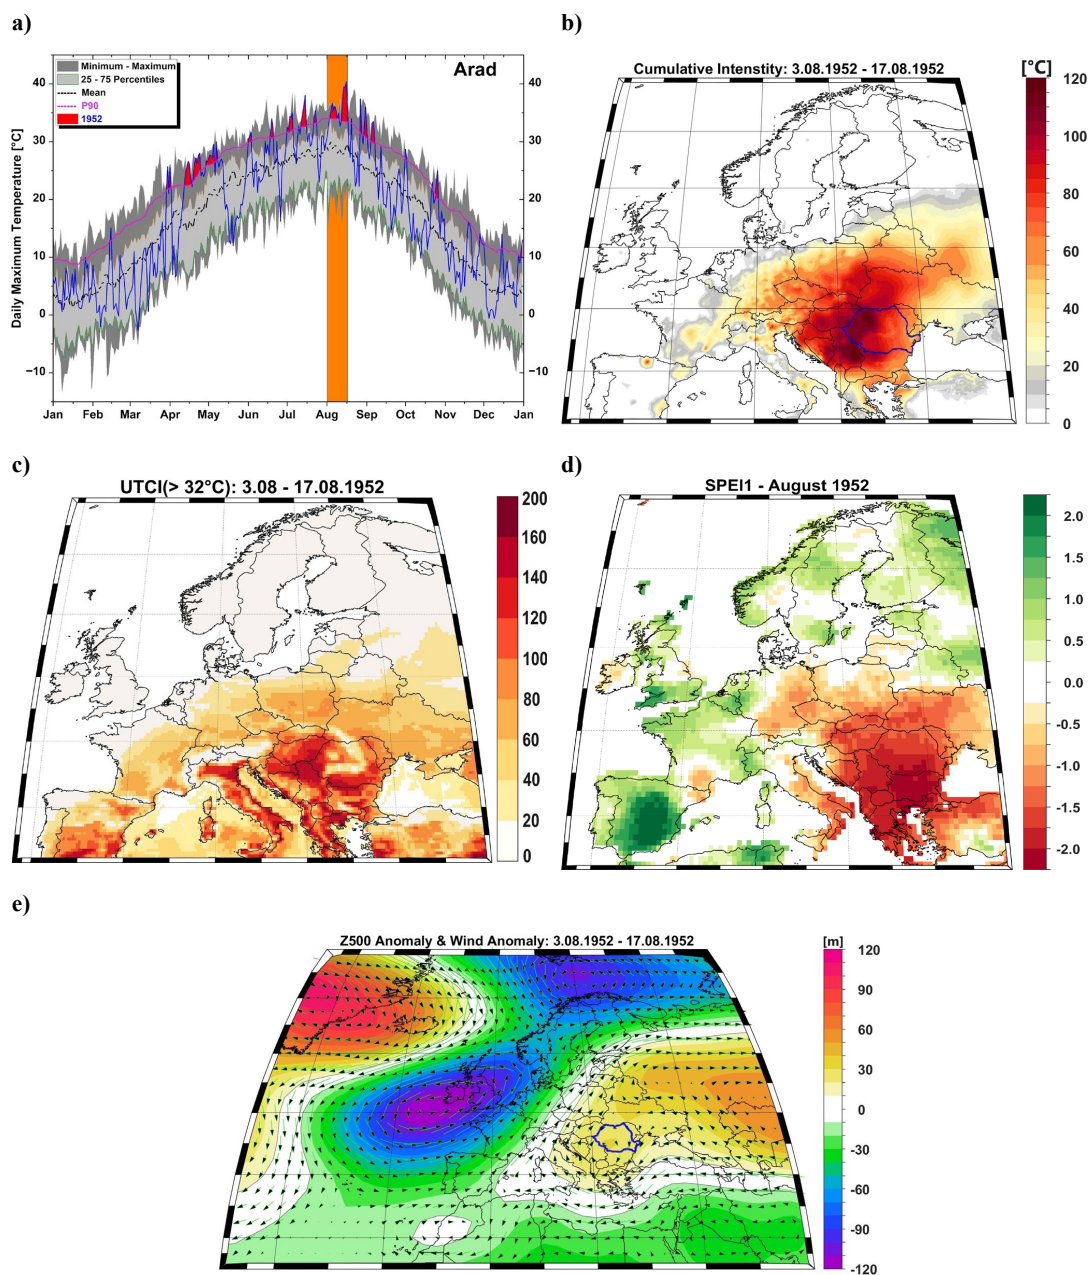 a)
Arad
Minimum - Maximum
25 - 75 Percentiles
Mean
P90
1952
Daily Maximum Temperature [°C]
40
30
20
10
0
−10
40
30
20
10
0
−10
Jan Feb Mar Apr May Jun Jul Aug Sep Oct Nov Dec Jan
b)
Cumulative Intenstity: 3.08.1952 - 17.08.1952
[°C]
120
100
80
60
40
20
0
c)
UTCI(> 32°C): 3.08 - 17.08.1952
200
160
140
120
100
80
60
40
20
0
d)
SPEI1 - August 1952
2.0
1.5
1.0
0.5
0.0
-0.5
-1.0
-1.5
-2.0
e)
Z500 Anomaly & Wind Anomaly: 3.08.1952 - 17.08.1952
[m]
120
90
60
30
0
-30
-60
-90
-120